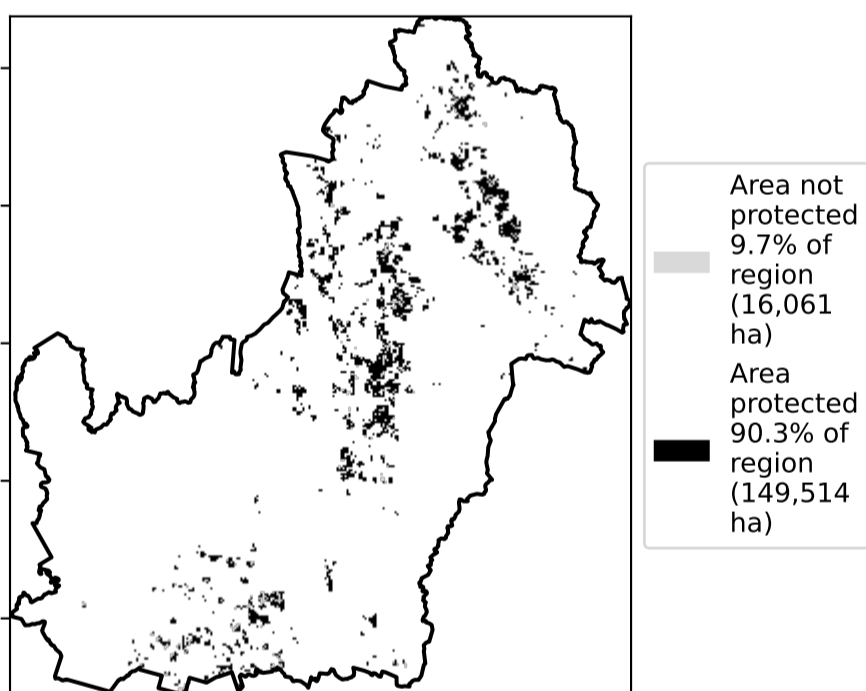 Area not
protected
9.7% of
region
(16,061
ha)
Area
protected
90.3% of
region
(149,514
ha)